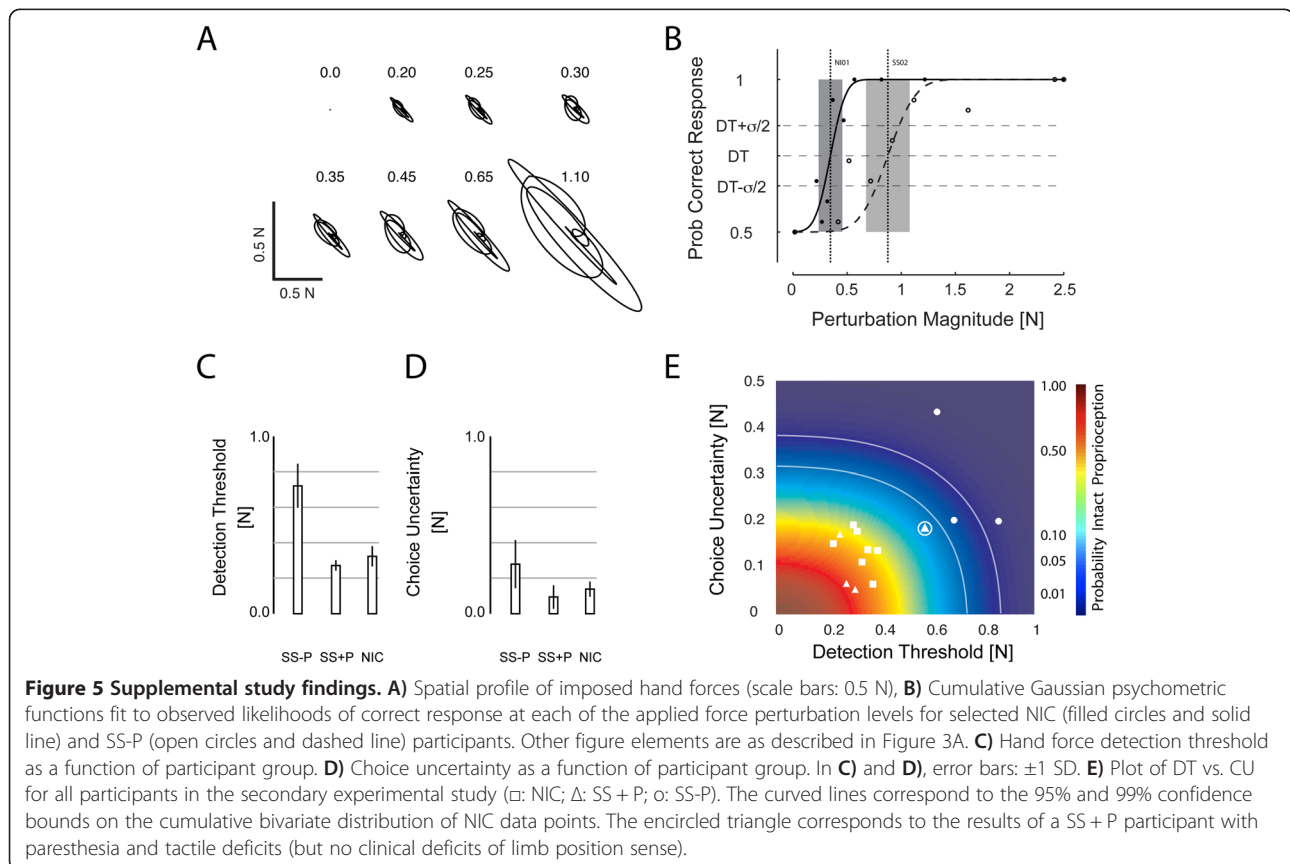 A
0.0 0.20 0.25 0.30
0.35 0.45 0.65 1.10
0.5 N
0.5 N
B
NI01 SS02
Prob Correct Response
1
DT+σ/2
DT
DT-σ/2
0.5
0 0.5 1 1.5 2 2.5
Perturbation Magnitude [N]
C
Detection Threshold
[N]
1.0
0.0
SS-P SS+P NIC
D
Choice Uncertainty
[N]
1.0
0.0
SS-P SS+P NIC
E
Choice Uncertainty [N]
0.5
0.4
0.3
0.2
0.1
0
0 0.2 0.4 0.6 0.8 1
Detection Threshold [N]
1.00
0.50
0.10
0.05
0.01
Probability Intact Proprioception
Figure 5 Supplemental study findings. A) Spatial profile of imposed hand forces (scale bars: 0.5 N), B) Cumulative Gaussian psychometric
functions fit to observed likelihoods of correct response at each of the applied force perturbation levels for selected NIC (filled circles and solid
line) and SS-P (open circles and dashed line) participants. Other figure elements are as described in Figure 3A. C) Hand force detection threshold
as a function of participant group. D) Choice uncertainty as a function of participant group. In C) and D), error bars: ±1 SD. E) Plot of DT vs. CU
for all participants in the secondary experimental study (□: NIC; Δ: SS + P; o: SS-P). The curved lines correspond to the 95% and 99% confidence
bounds on the cumulative bivariate distribution of NIC data points. The encircled triangle corresponds to the results of a SS + P participant with
paresthesia and tactile deficits (but no clinical deficits of limb position sense).